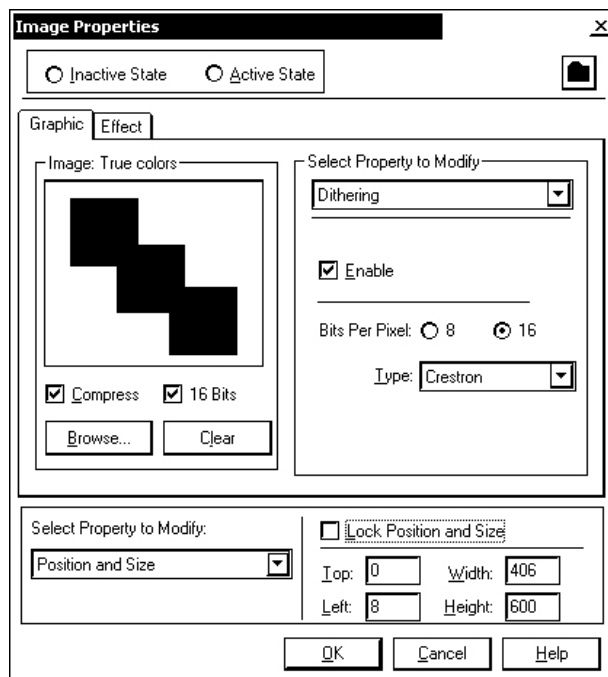 Image Properties
Inactive State Active State
Graphic Effect
Image: True colors
Compress 16 Bits
Browse... Clear
Select Property to Modify
Dithering
Enable
Bits Per Pixel: 8 16
Type: Crestron
Select Property to Modify:
Position and Size
Lock Position and Size
Top: 0 Width: 406
Left: 8 Height: 600
OK Cancel Help